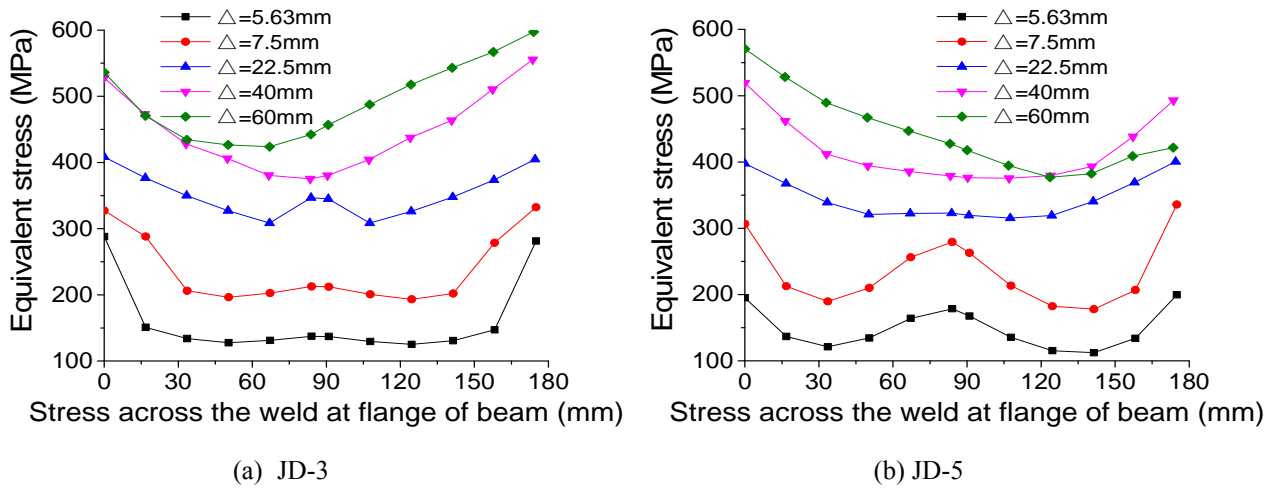 △=5.63mm
△=7.5mm
△=22.5mm
△=40mm
△=60mm
Equivalent stress (MPa)
600
500
400
300
200
100
0 30 60 90 120 150 180
Stress across the weld at flange of beam (mm)
(a) JD-3
△=5.63mm
△=7.5mm
△=22.5mm
△=40mm
△=60mm
Equivalent stress (MPa)
600
500
400
300
200
100
0 30 60 90 120 150 180
Stress across the weld at flange of beam (mm)
(b) JD-5